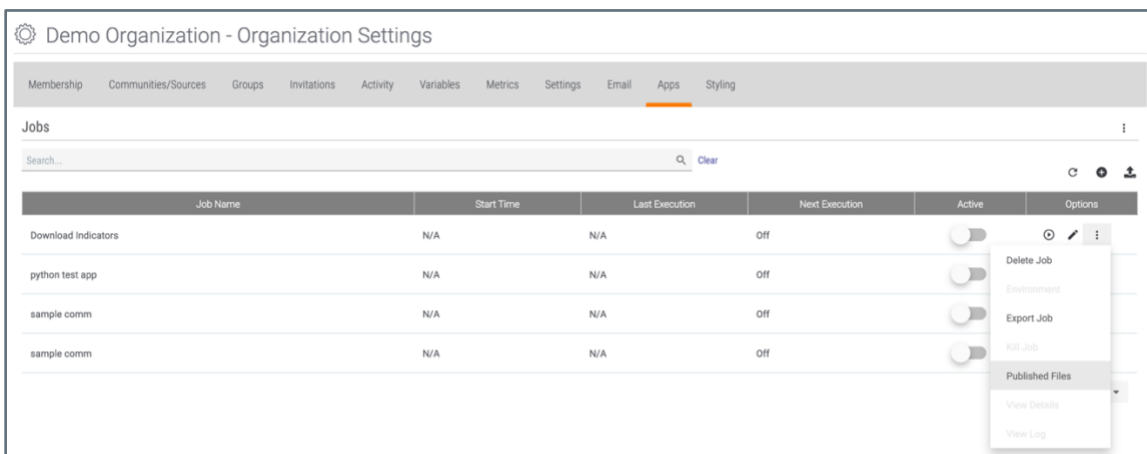 Demo Organization - Organization Settings
Membership Communities/Sources Groups Invitations Activity Variables Metrics Settings Email Apps Styling
Jobs
Search... Clear
Job Name Start Time Last Execution Next Execution Active Options
Download Indicators N/A N/A Off
Delete Job
python test app N/A N/A Off
Environment
sample comm N/A N/A Off
Export Job
Kill Job
sample comm N/A N/A Off
Published Files
View Details
View Log